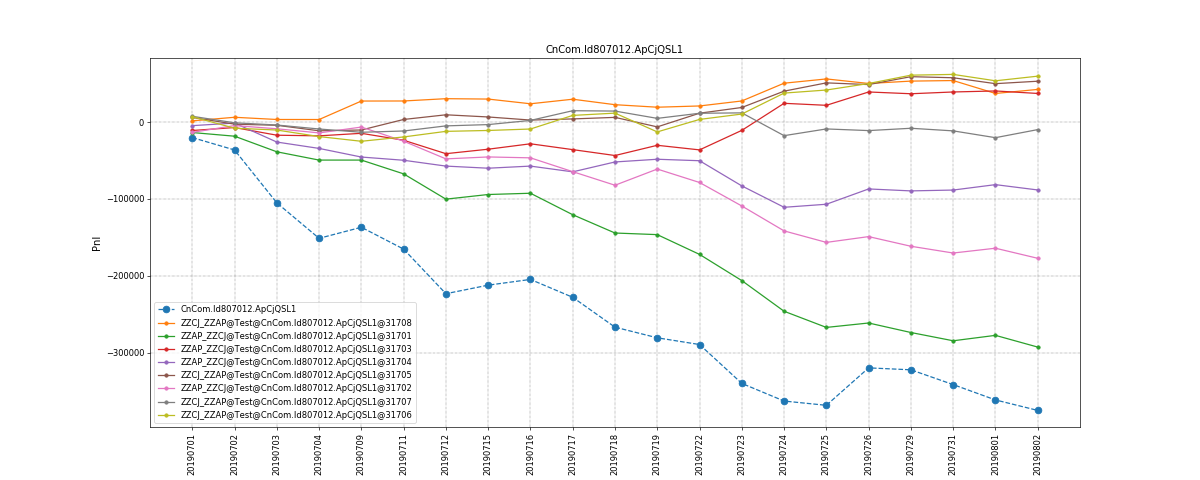 CnCom.Id807012.ApCjQSL1
Pnl
0
−100000
−200000
−300000
CnCom.Id807012.ApCjQSL1
ZZCJ_ZZAP@Test@CnCom.Id807012.ApCjQSL1@31708
ZZAP_ZZCJ@Test@CnCom.Id807012.ApCjQSL1@31701
ZZAP_ZZCJ@Test@CnCom.Id807012.ApCjQSL1@31703
ZZAP_ZZCJ@Test@CnCom.Id807012.ApCjQSL1@31704
ZZCJ_ZZAP@Test@CnCom.Id807012.ApCjQSL1@31705
ZZAP_ZZCJ@Test@CnCom.Id807012.ApCjQSL1@31702
ZZCJ_ZZAP@Test@CnCom.Id807012.ApCjQSL1@31707
ZZCJ_ZZAP@Test@CnCom.Id807012.ApCjQSL1@31706
20190701
20190702
20190703
20190704
20190709
20190711
20190712
20190715
20190716
20190717
20190718
20190719
20190722
20190723
20190724
20190725
20190726
20190729
20190731
20190801
20190802